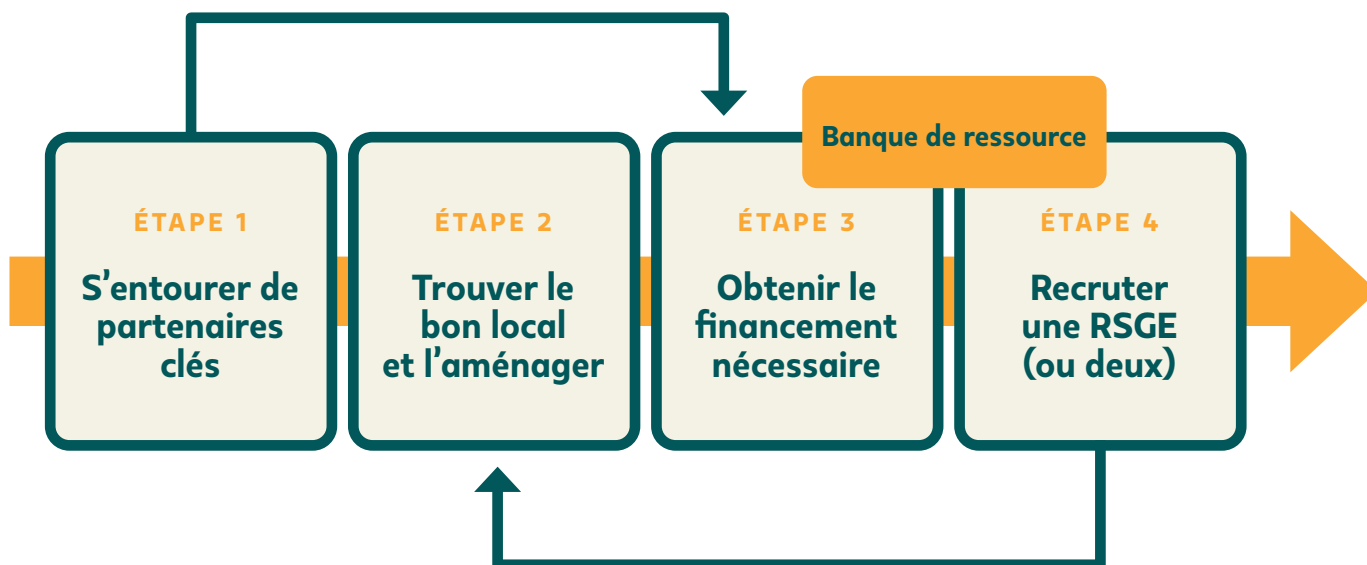 Banque de ressource
ÉTAPE 1
S’entourer de
partenaires
clés
ÉTAPE 2
Trouver le
bon local
et l’aménager
ÉTAPE 3
Obtenir le
financement
nécessaire
ÉTAPE 4
Recruter
une RSGE
(ou deux)